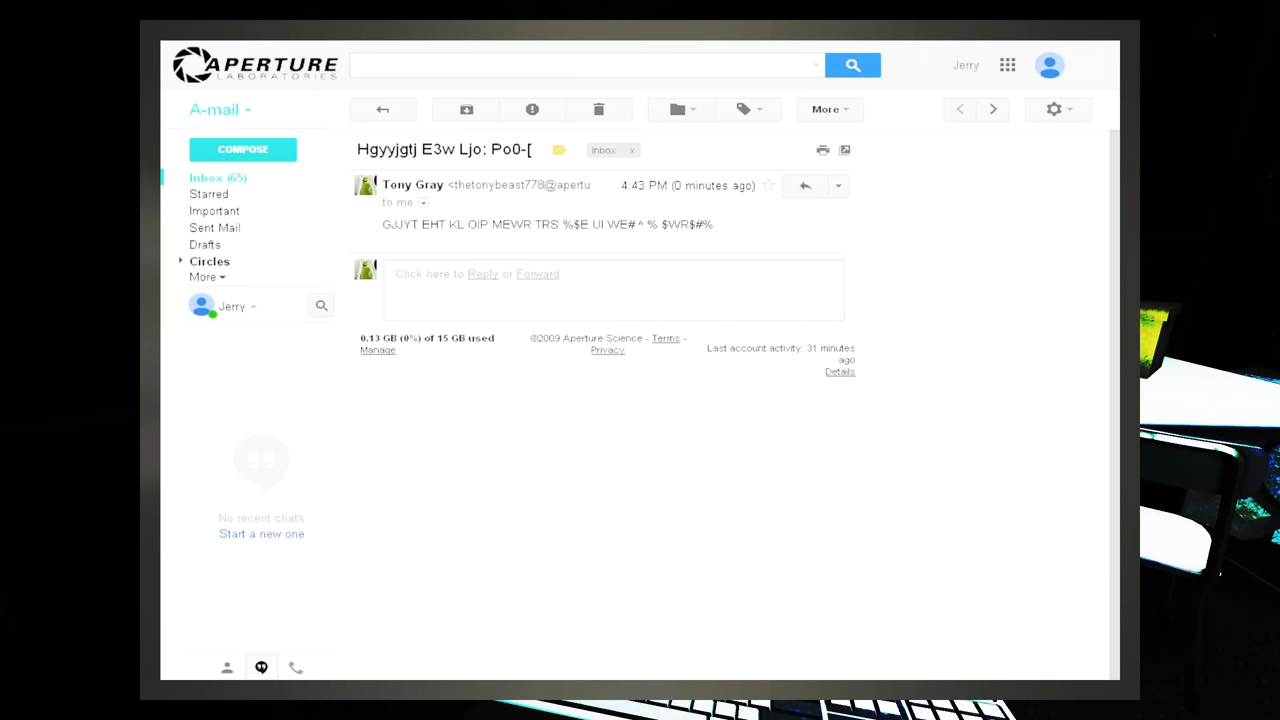 APERTURE
LABORATORIES
Jerry
A-mail
More
COMPOSE
Hgyyjgtj E3w Ljo; Po0-[
Inbox x
Inbox (65)
Starred
Important
Sent Mail
Drafts
Circles
More
Jerry
Tony Gray <thetonybeast778@apertu
4:43 PM (0 minutes ago)
to me
GJJYT EHT KL OIP MEWR TRS %$E UI WE# ^ % $WR$#%
Click here to Reply or Forward
0.13 GB (0%) of 15 GB used
Manage
©2009 Aperture Science - Terms -
Privacy
Last account activity: 31 minutes
ago
Details
No recent chats
Start a new one